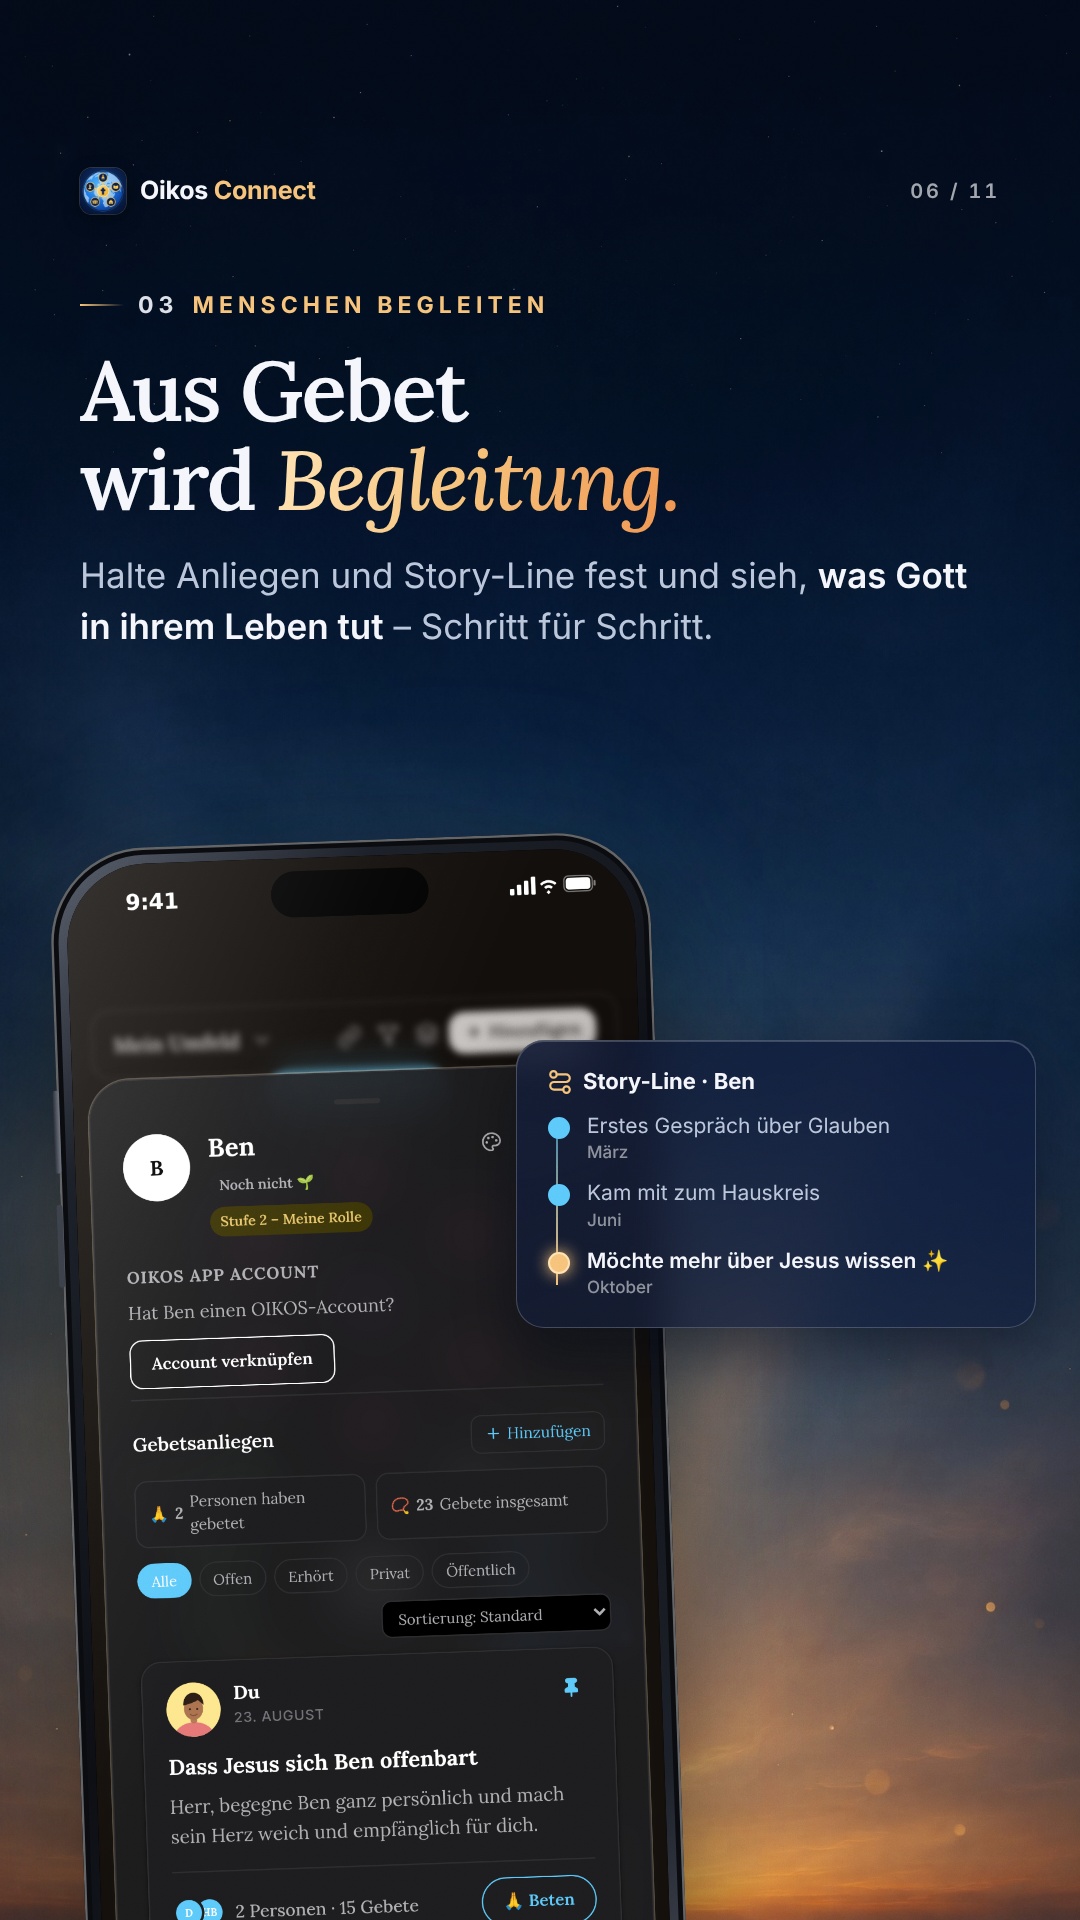 Oikos Connect
06 / 11
03 MENSCHEN BEGLEITEN
Aus Gebet
wird Begleitung.
Halte Anliegen und Story-Line fest und sieh, was Gott
in ihrem Leben tut – Schritt für Schritt.
9:41
Mein Umfeld
+ Hinzufügen
B
Ben
Noch nicht 🌱
Stufe 2 – Meine Rolle
Story-Line · Ben
Erstes Gespräch über Glauben
März
Kam mit zum Hauskreis
Juni
Möchte mehr über Jesus wissen ✨
Oktober
OIKOS APP ACCOUNT
Hat Ben einen OIKOS-Account?
Account verknüpfen
Gebetsanliegen
+ Hinzufügen
🙏 2 Personen haben
gebetet
📿 23 Gebete insgesamt
Alle
Offen
Erhört
Privat
Öffentlich
Sortierung: Standard
Du
23. AUGUST
Dass Jesus sich Ben offenbart
Herr, begegne Ben ganz persönlich und mach
sein Herz weich und empfänglich für dich.
D
HB
2 Personen · 15 Gebete
🙏 Beten